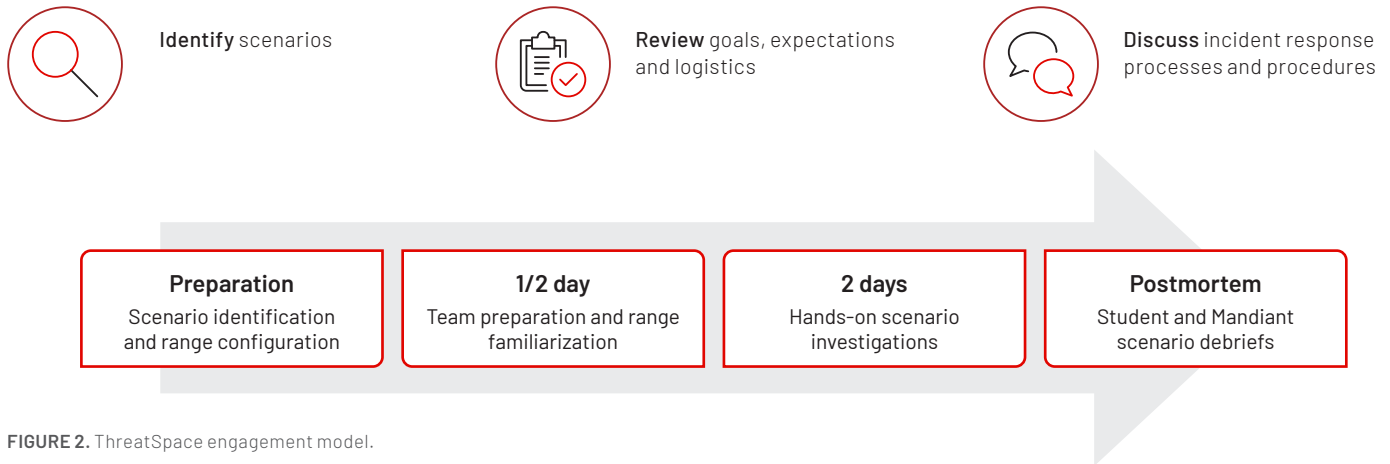 Identify scenarios
Review goals, expectations
and logistics
Discuss incident response
processes and procedures
Preparation
Scenario identification
and range configuration
1/2 day
Team preparation and range
familiarization
2 days
Hands-on scenario
investigations
Postmortem
Student and Mandiant
scenario debriefs
FIGURE 2. ThreatSpace engagement model.